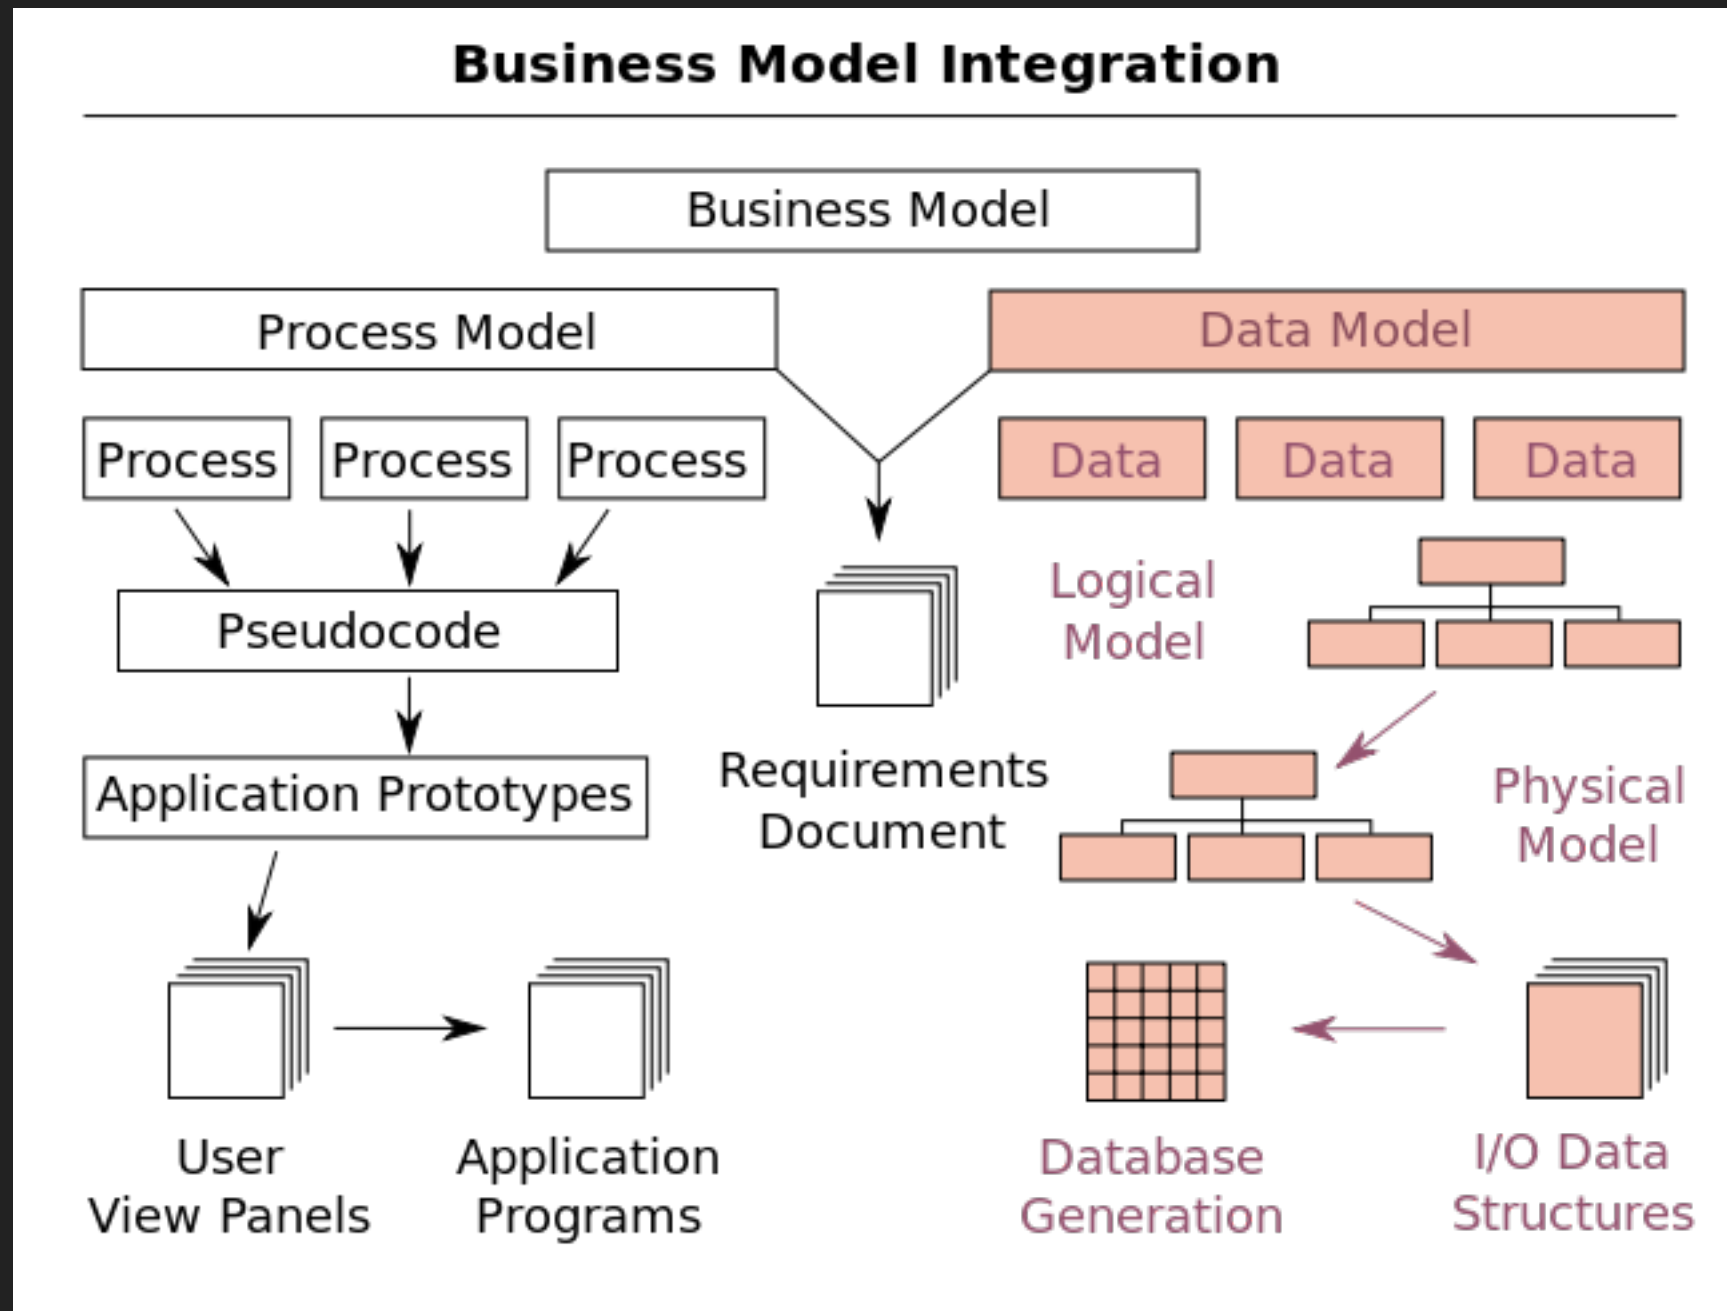 Business Model Integration
Business Model
Process Model
Data Model
Process
Process
Process
Data
Data
Data
Pseudocode
Logical
Model
Application Prototypes
Requirements
Document
Physical
Model
User
View Panels
Application
Programs
Database
Generation
I/O Data
Structures